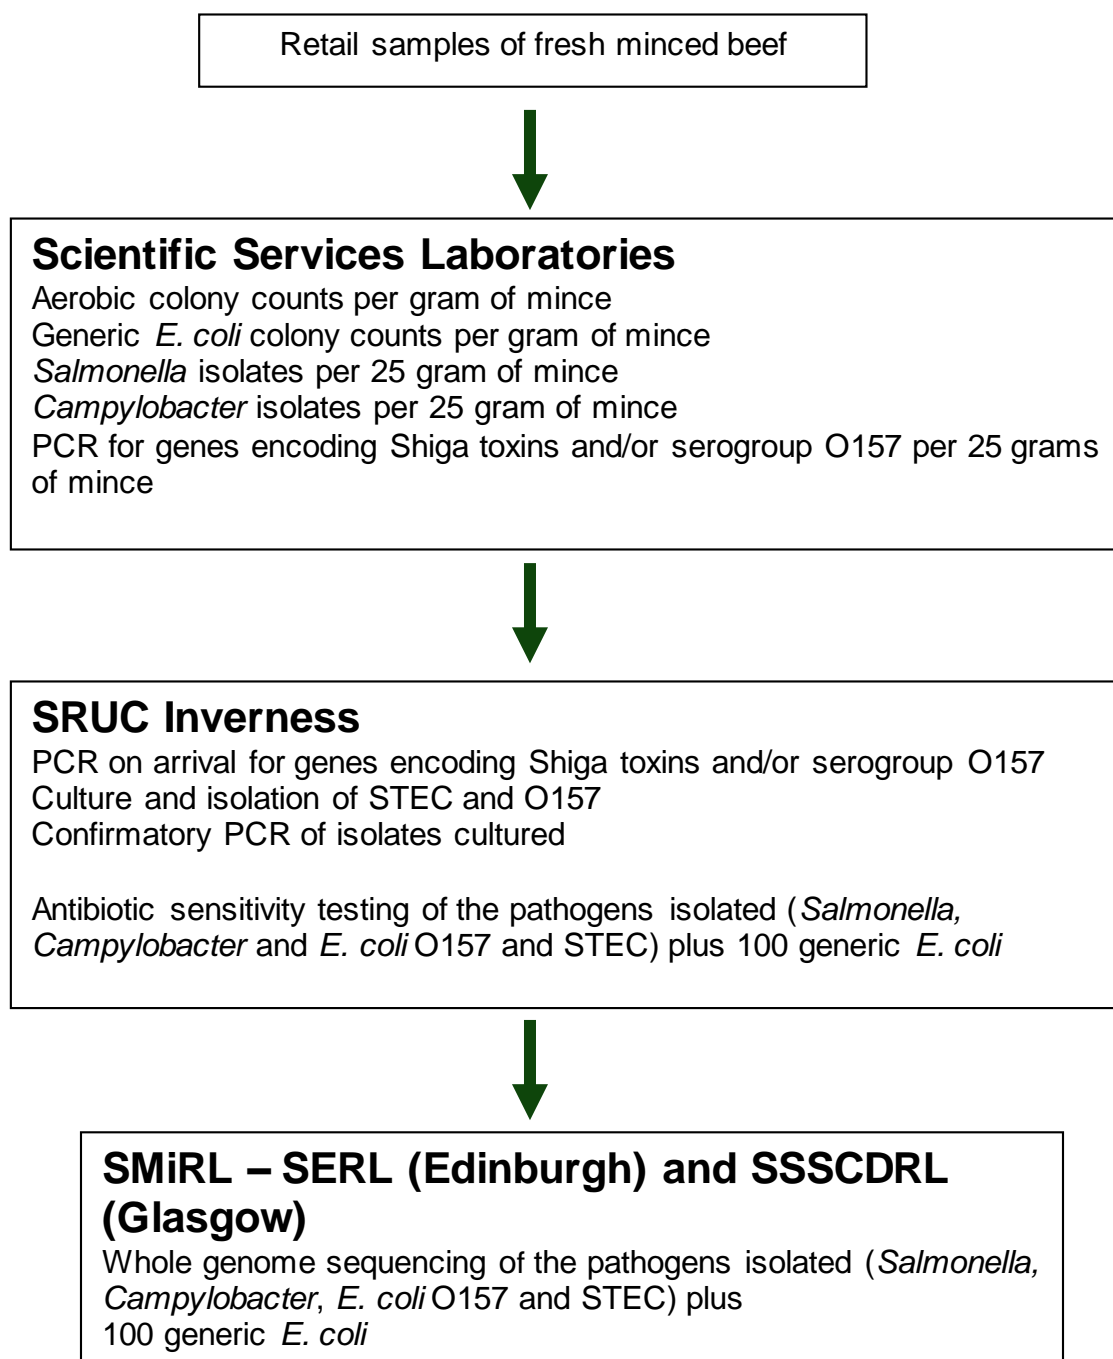 Retail samples of fresh minced beef
Scientific Services Laboratories
Aerobic colony counts per gram of mince
Generic E. coli colony counts per gram of mince
Salmonella isolates per 25 gram of mince
Campylobacter isolates per 25 gram of mince
PCR for genes encoding Shiga toxins and/or serogroup O157 per 25 grams
of mince
SRUC Inverness
PCR on arrival for genes encoding Shiga toxins and/or serogroup O157
Culture and isolation of STEC and O157
Confirmatory PCR of isolates cultured
Antibiotic sensitivity testing of the pathogens isolated (Salmonella,
Campylobacter and E. coli O157 and STEC) plus 100 generic E. coli
SMiRL – SERL (Edinburgh) and SSSCDRL
(Glasgow)
Whole genome sequencing of the pathogens isolated (Salmonella,
Campylobacter, E. coli O157 and STEC) plus
100 generic E. coli